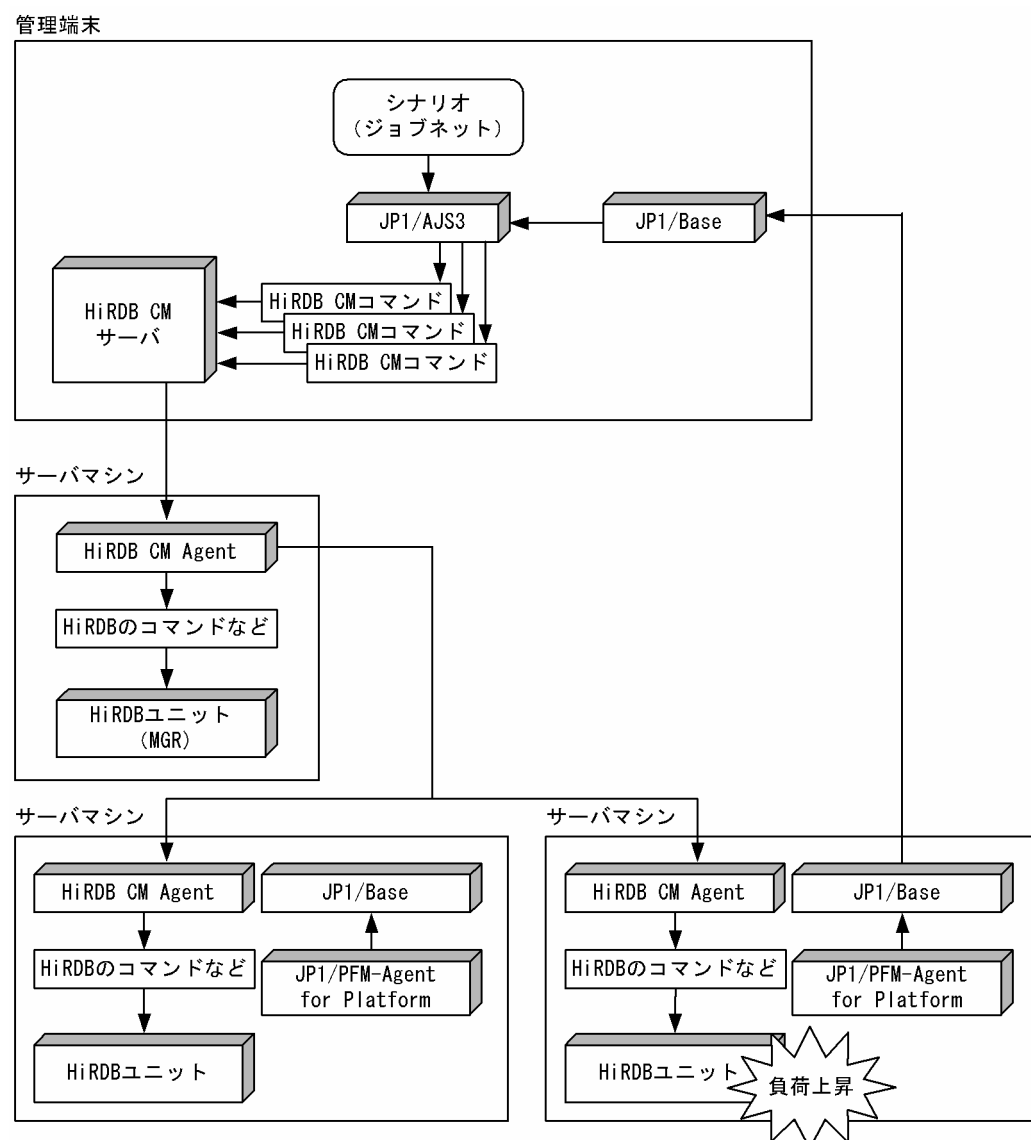 管理端末
シナリオ
(ジョブネット)
JP1/AJS3
JP1/Base
HiRDB CM
サーバ
HiRDB CMコマンド
HiRDB CMコマンド
HiRDB CMコマンド
サーバマシン
HiRDB CM Agent
HiRDBのコマンドなど
HiRDBユニット
(MGR)
サーバマシン
HiRDB CM Agent
JP1/Base
HiRDBのコマンドなど
JP1/PFM-Agent
for Platform
HiRDBユニット
サーバマシン
HiRDB CM Agent
JP1/Base
HiRDBのコマンドなど
JP1/PFM-Agent
for Platform
HiRDBユニット
負荷上昇